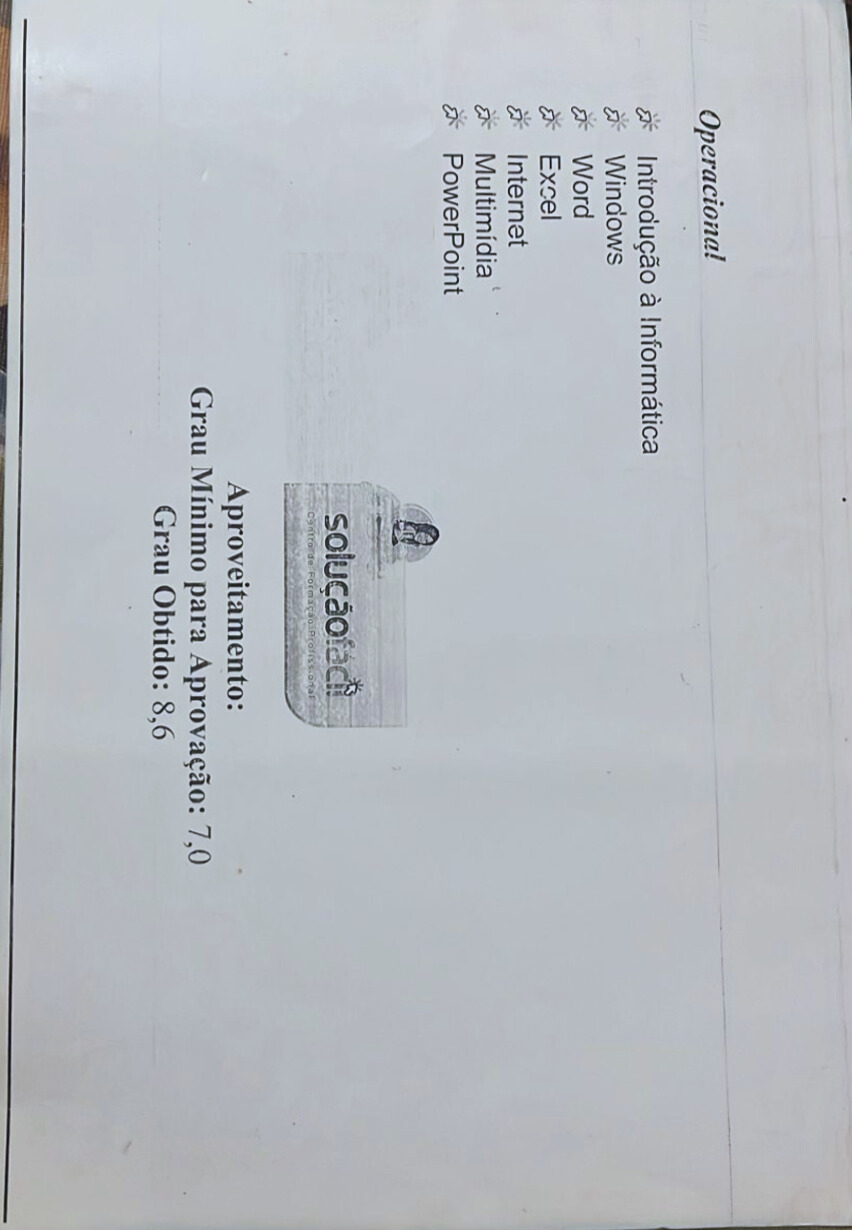 Operacional
Introdução à Informática
Windows
Word
Excel
Internet
Multimídia
PowerPoint
soluçãofácil
Centro de Formação Profissional
Aproveitamento:
Grau Mínimo para Aprovação: 7,0
Grau Obtido: 8,6